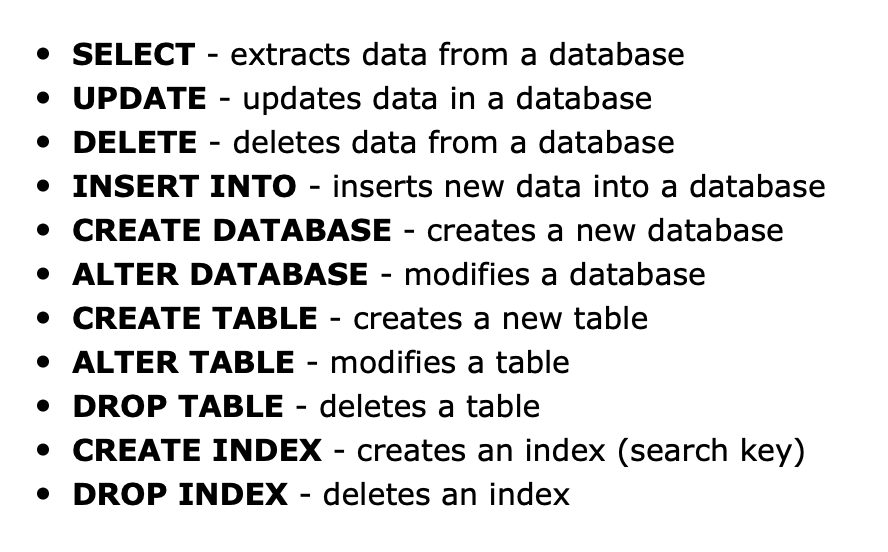 • SELECT - extracts data from a database
• UPDATE - updates data in a database
• DELETE - deletes data from a database
• INSERT INTO - inserts new data into a database
• CREATE DATABASE - creates a new database
• ALTER DATABASE - modifies a database
• CREATE TABLE - creates a new table
• ALTER TABLE - modifies a table
• DROP TABLE - deletes a table
• CREATE INDEX - creates an index (search key)
• DROP INDEX - deletes an index